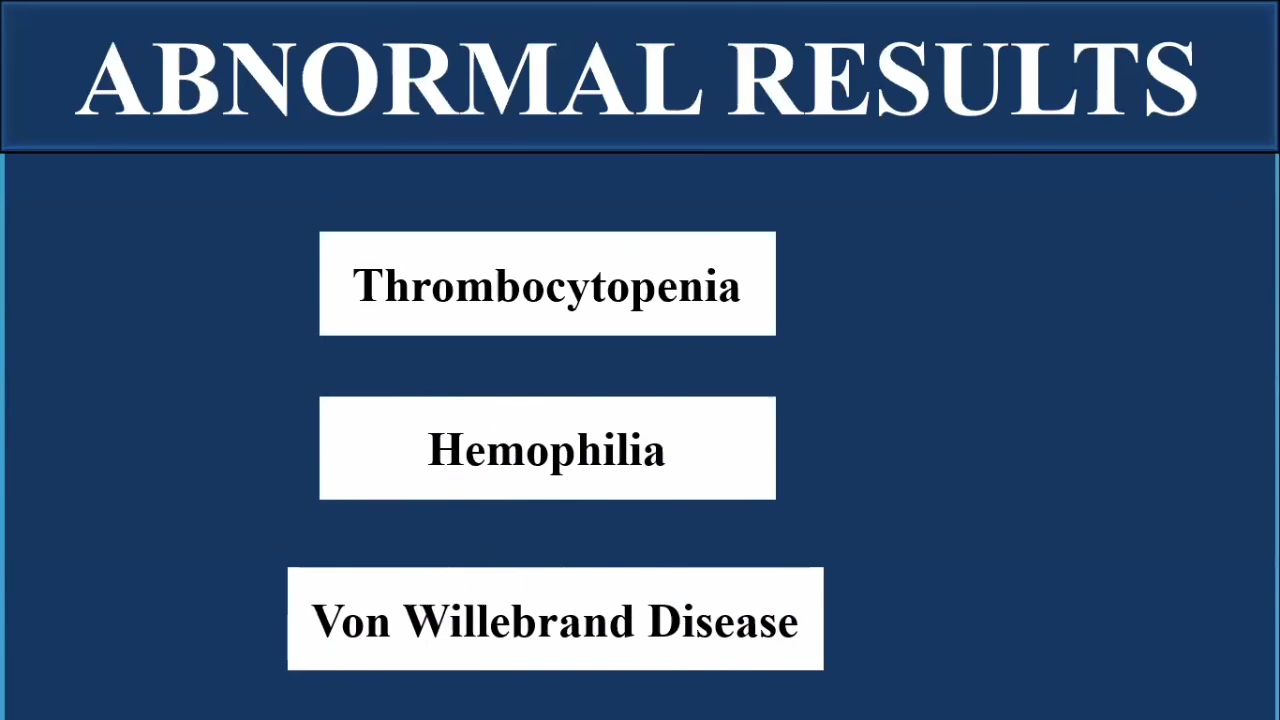 ABNORMAL RESULTS
Thrombocytopenia
Hemophilia
Von Willebrand Disease